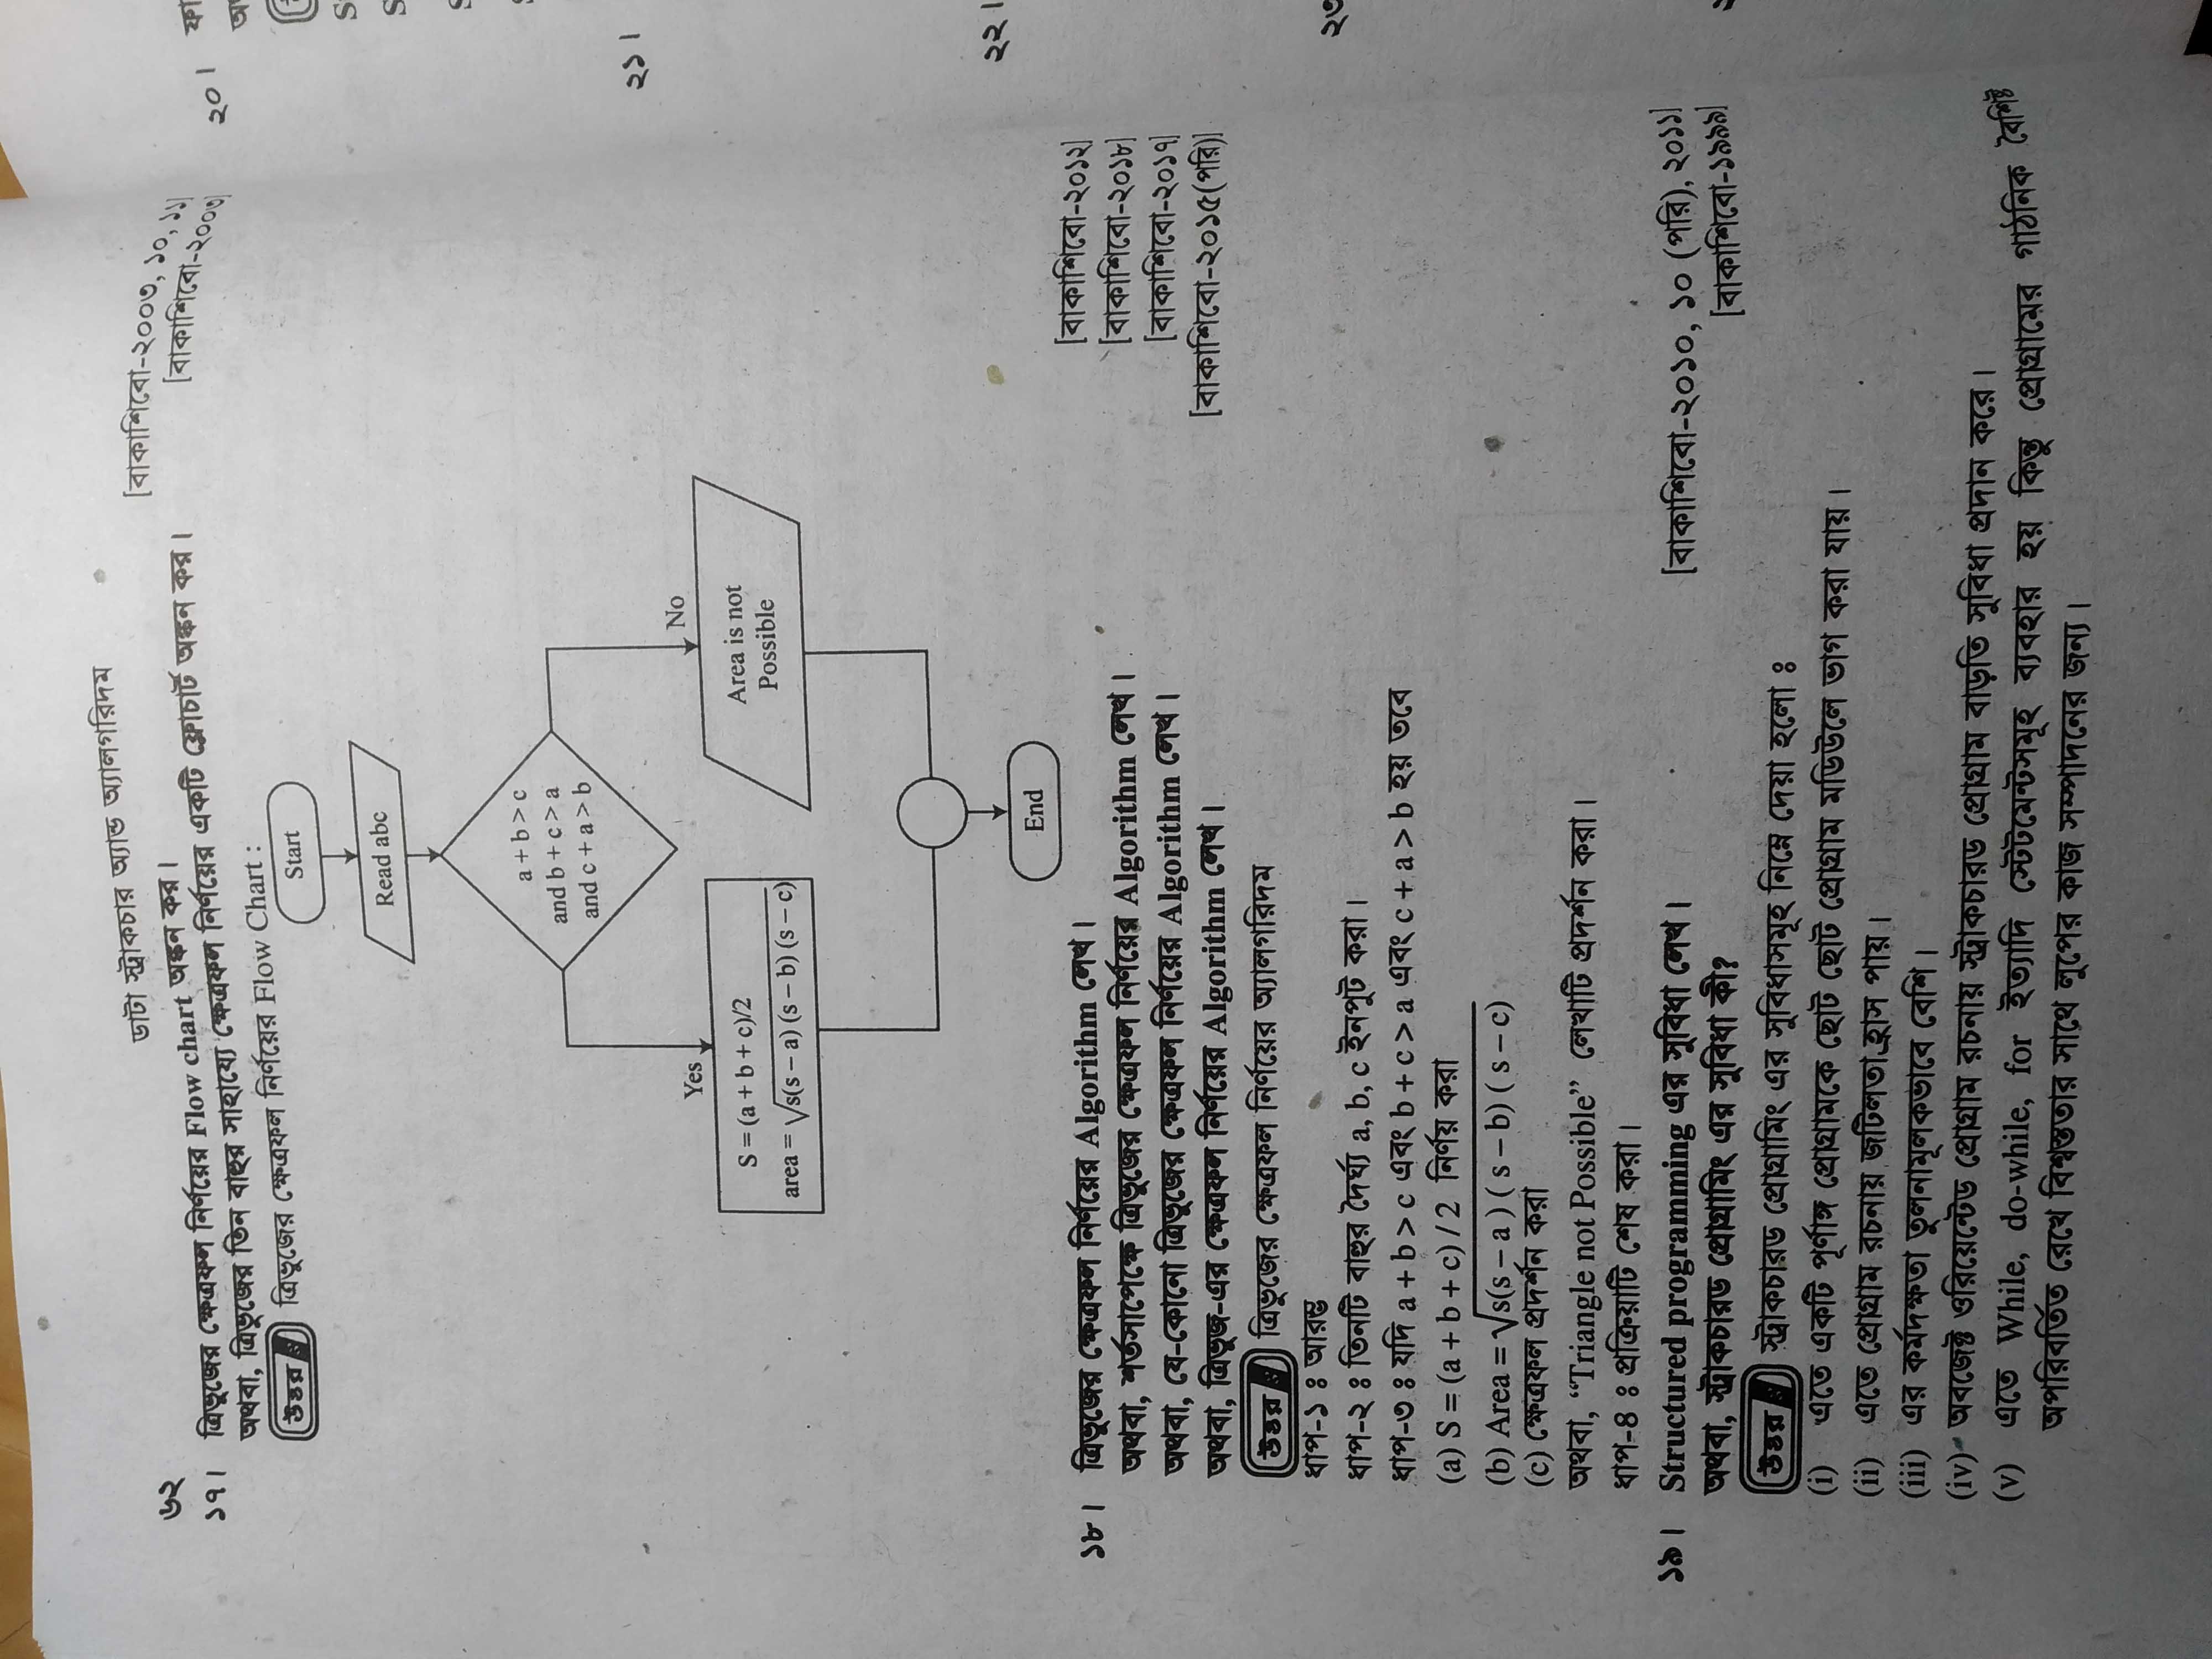 ৬২
ডাটা স্ট্রাকচার অ্যান্ড অ্যালগরিদম
১৭। ত্রিভুজের ক্ষেত্রফল নির্ণয়ের Flow chart অঙ্কন কর। [বাকাশিবো-২০০৩, ১০, ১১]
অথবা, ত্রিভুজের তিন বাহুর সাহায্যে ক্ষেত্রফল নির্ণয়ের একটি ফ্লোচার্ট অঙ্কন কর। [বাকাশিবো-২০০৩]
উত্তর ত্রিভুজের ক্ষেত্রফল নির্ণয়ের Flow Chart :
Start
Read abc
a + b > c
and b + c > a
and c + a > b
Yes
No
S = (a + b + c)/2
area = √s(s – a) (s – b) (s – c)
Area is not
Possible
End
১৮। ত্রিভুজের ক্ষেত্রফল নির্ণয়ের Algorithm লেখ। [বাকাশিবো-২০১২]
অথবা, শর্তসাপেক্ষে ত্রিভুজের ক্ষেত্রফল নির্ণয়ের Algorithm লেখ। [বাকাশিবো-২০১৮]
অথবা, যে-কোনো ত্রিভুজের ক্ষেত্রফল নির্ণয়ের Algorithm লেখ। [বাকাশিবো-২০১৭]
অথবা, ত্রিভুজ-এর ক্ষেত্রফল নির্ণয়ের Algorithm লেখ। [বাকাশিবো-২০১৫(পরি)]
উত্তর ত্রিভুজের ক্ষেত্রফল নির্ণয়ের অ্যালগরিদম
ধাপ-১ ঃ আরম্ভ
ধাপ-২ ঃ তিনটি বাহুর দৈর্ঘ্য a, b, c ইনপুট করা।
ধাপ-৩ ঃ যদি a + b > c এবং b + c > a এবং c + a > b হয় তবে
(a) S = (a + b + c) / 2 নির্ণয় করা
(b) Area = √s(s – a ) ( s – b) ( s – c)
(c) ক্ষেত্রফল প্রদর্শন করা
অথবা, “Triangle not Possible” লেখাটি প্রদর্শন করা।
ধাপ-৪ ঃ প্রক্রিয়াটি শেষ করা।
১৯। Structured programming এর সুবিধা লেখ। [বাকাশিবো-২০১০, ১০ (পরি), ২০১১]
অথবা, স্ট্রাকচারড প্রোগ্রামিং এর সুবিধা কী? [বাকাশিবো-১৯৯৯]
উত্তর স্ট্রাকচারড প্রোগ্রামিং এর সুবিধাসমূহ নিম্নে দেয়া হলো ঃ
(i) এতে একটি পূর্ণাঙ্গ প্রোগ্রামকে ছোট ছোট প্রোগ্রাম মডিউলে ভাগ করা যায়।
(ii) এতে প্রোগ্রাম রচনায় জটিলতা হ্রাস পায়।
(iii) এর কর্মদক্ষতা তুলনামূলকভাবে বেশি।
(iv) অবজেক্ট ওরিয়েন্টেড প্রোগ্রাম রচনায় স্ট্রাকচারড প্রোগ্রাম বাড়তি সুবিধা প্রদান করে।
(v) এতে While, do-while, for ইত্যাদি স্টেটমেন্টসমূহ ব্যবহার হয় কিন্তু প্রোগ্রামের গাঠনিক বৈশিষ্ট
অপরিবর্তিত রেখে বিশ্বস্ততার সাথে লুপের কাজ সম্পাদনের জন্য।
২০।
২১।
২২।
২৩